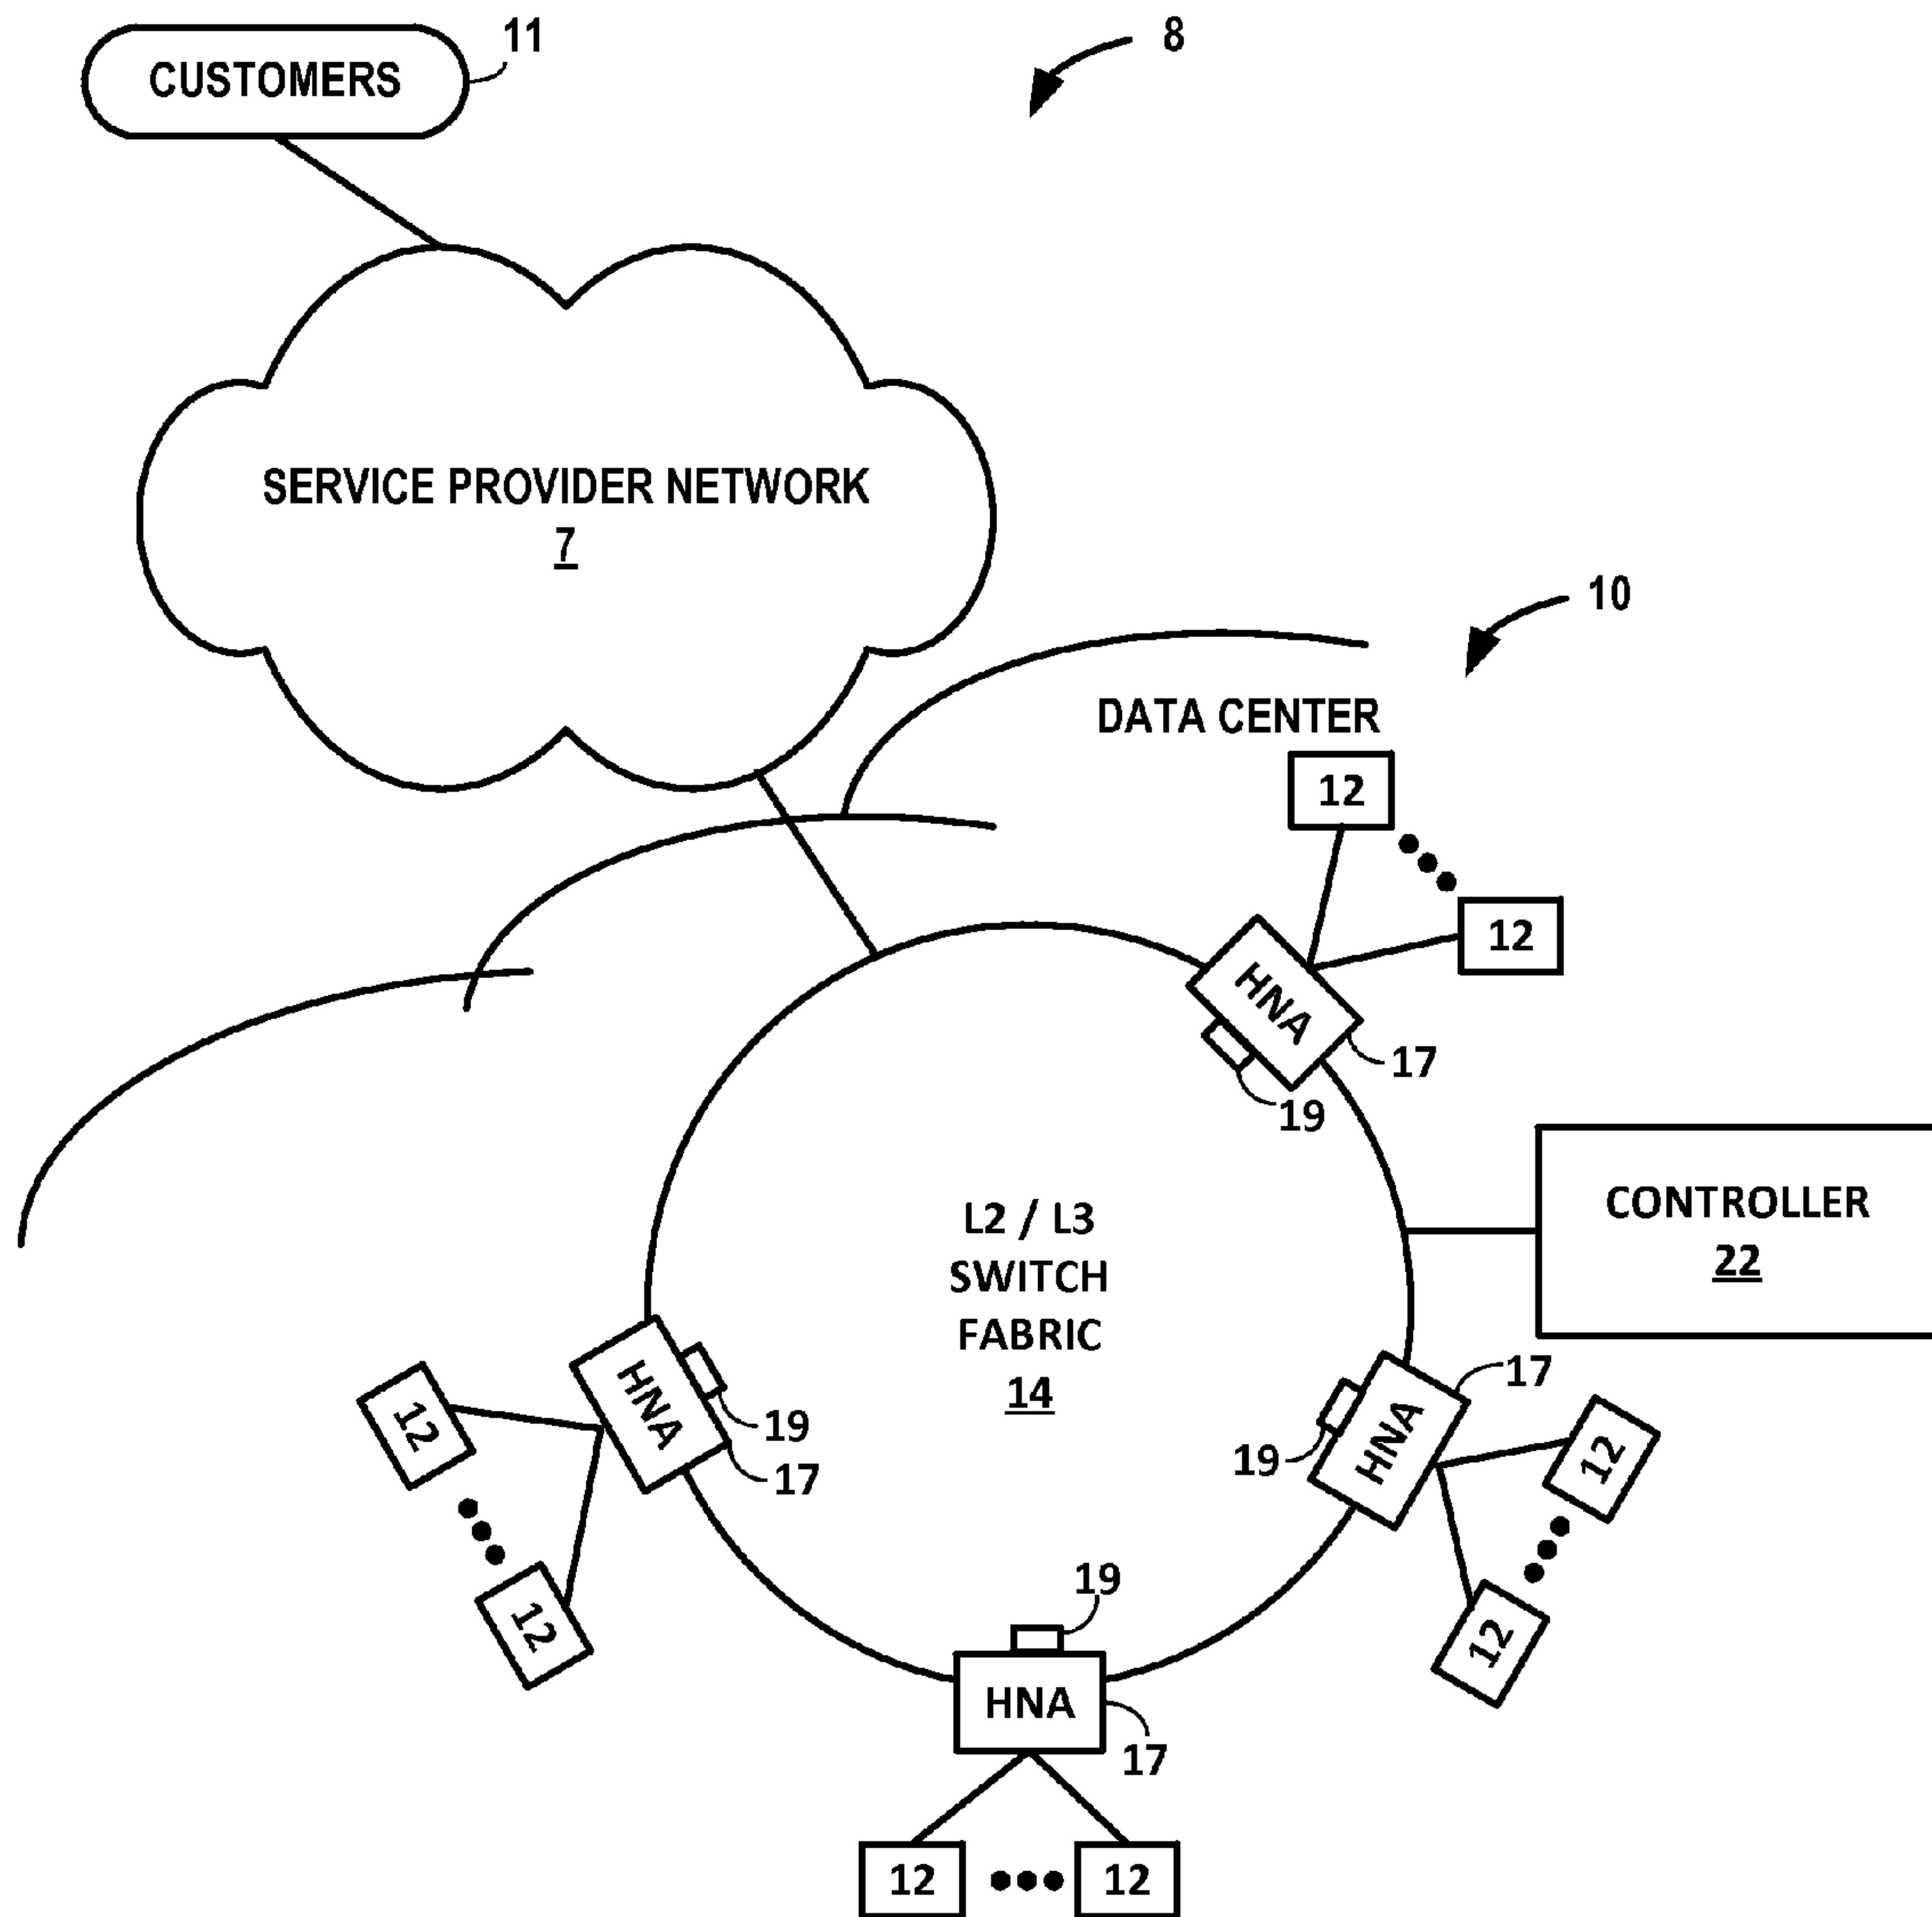 11
8
CUSTOMERS
SERVICE PROVIDER NETWORK
7
10
DATA CENTER
12
12
HNA
17
19
L2 / L3
SWITCH
FABRIC
14
CONTROLLER
22
HNA
19
17
12
12
HNA
17
19
12
12
19
HNA
17
12
12